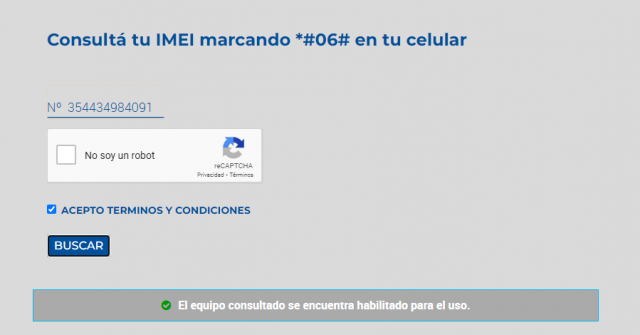 Consultá tu IMEI marcando *#06# en tu celular
Nº 354434984091
No soy un robot
reCAPTCHA
Privacidad - Términos
ACEPTO TERMINOS Y CONDICIONES
BUSCAR
El equipo consultado se encuentra habilitado para el uso.